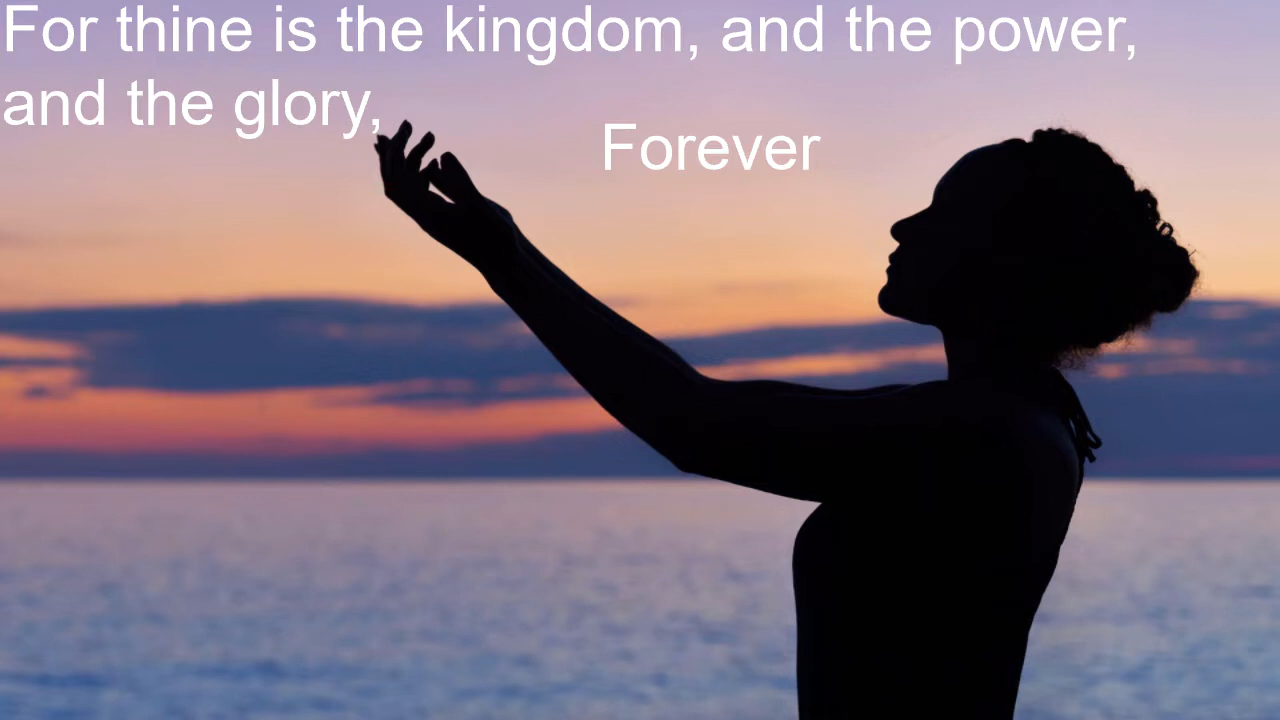 For thine is the kingdom, and the power,
and the glory,
Forever